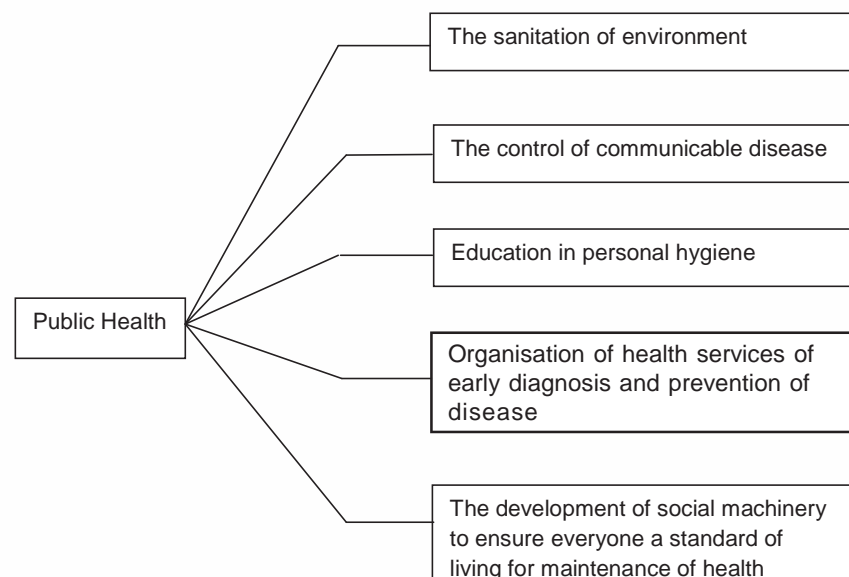 The sanitation of environment
The control of communicable disease
Education in personal hygiene
Public Health
Organisation of health services of
early diagnosis and prevention of
disease
The development of social machinery
to ensure everyone a standard of
living for maintenance of health